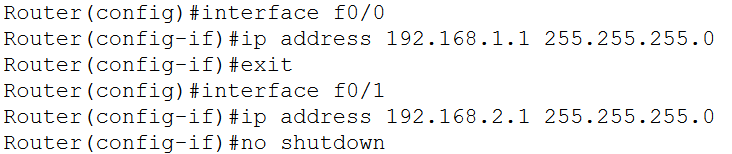 Router(config)#interface f0/0
Router(config-if)#ip address 192.168.1.1 255.255.255.0
Router(config-if)#exit
Router(config)#interface f0/1
Router(config-if)#ip address 192.168.2.1 255.255.255.0
Router(config-if)#no shutdown